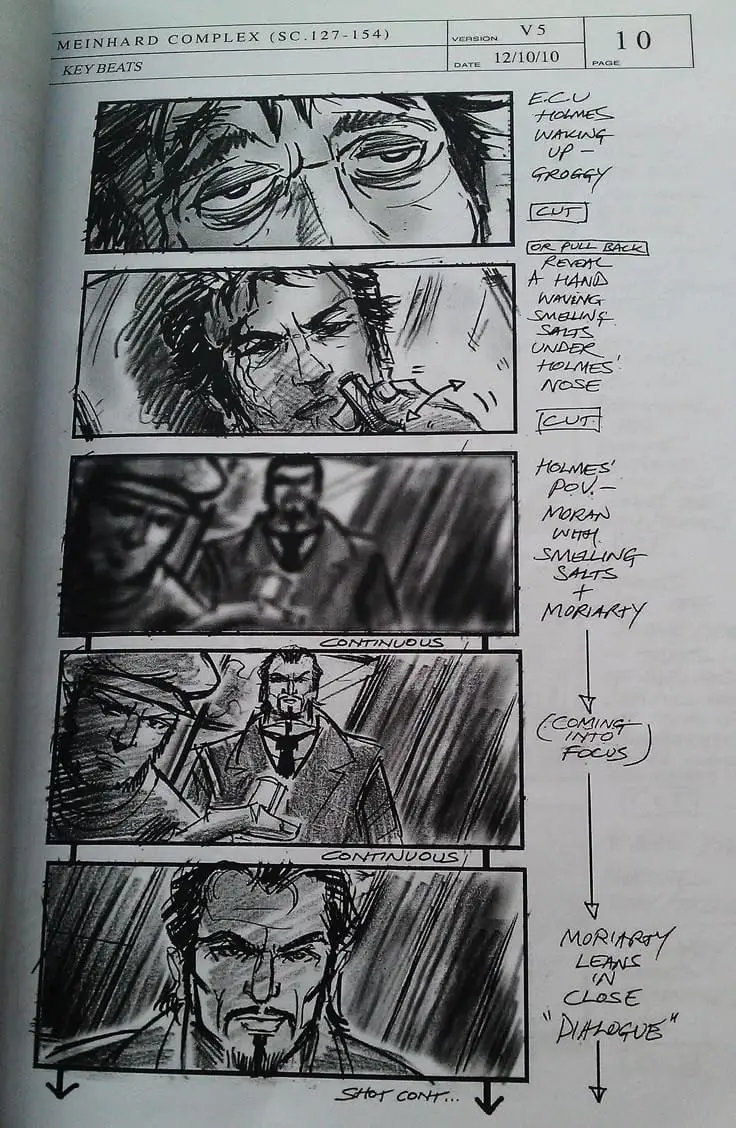 MEINHARD COMPLEX (SC.127-154)
KEY BEATS
VERSION V5
DATE 12/10/10
PAGE 10
E.C.U
HOLMES
WAKING
UP -
GROGGY
CUT
OR PULL BACK
REVEAL
A HAND
WAVING
SMELLING
SALTS
UNDER
HOLMES'
NOSE
CUT.
HOLMES'
P.O.V. -
MORAN
WITH
SMELLING
SALTS
+
MORIARTY
CONTINUOUS
(COMING
INTO
FOCUS)
CONTINUOUS
MORIARTY
LEANS
IN
CLOSE
"DIALOGUE"
SHOT CONT...